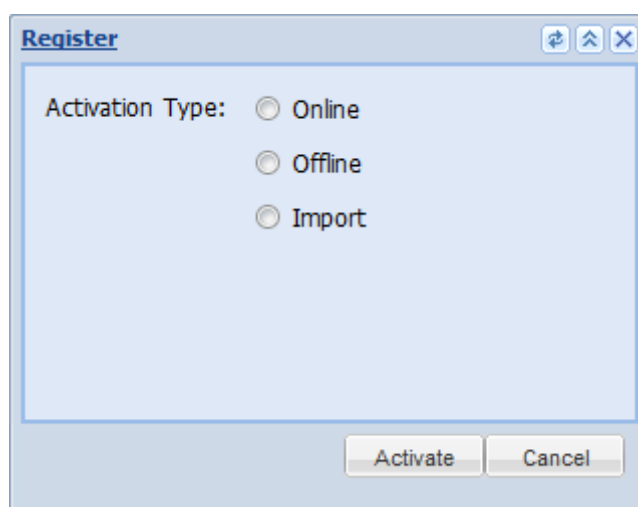 Register
Activation Type: Online
Offline
Import
Activate Cancel